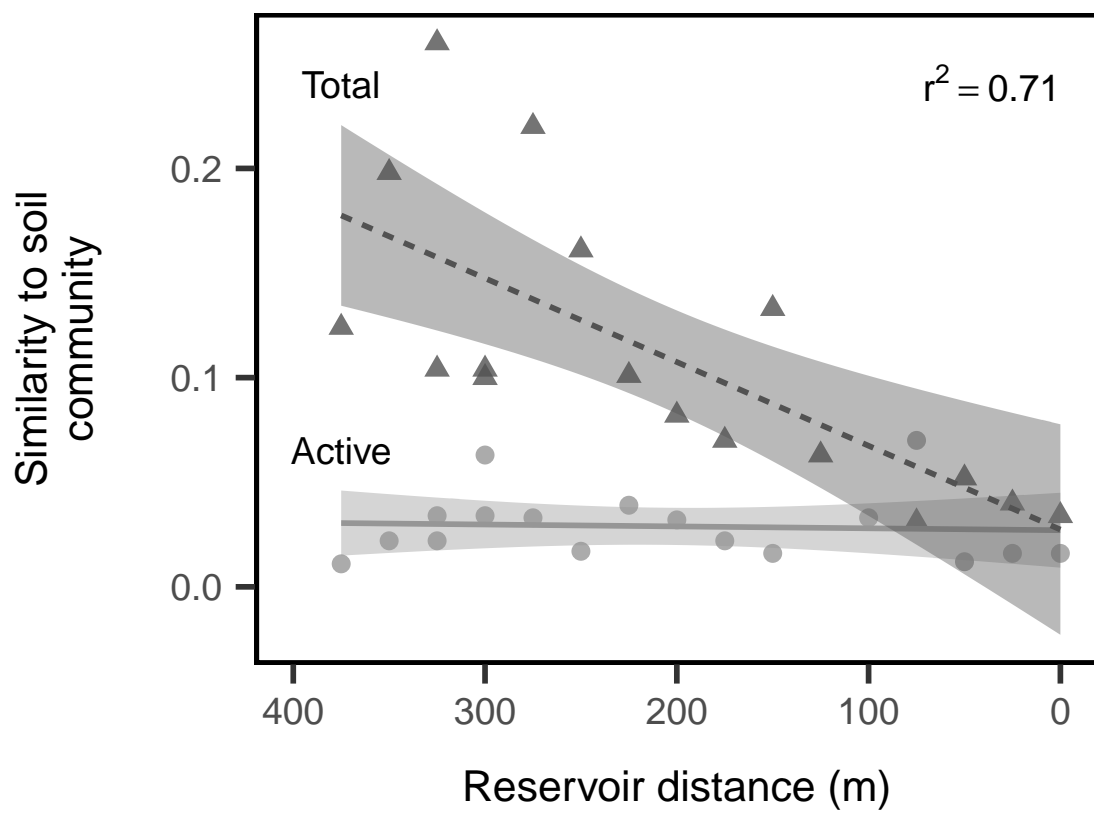 Total
r² = 0.71
0.2
Similarity to soil
community
0.1
Active
0.0
400 300 200 100 0
Reservoir distance (m)